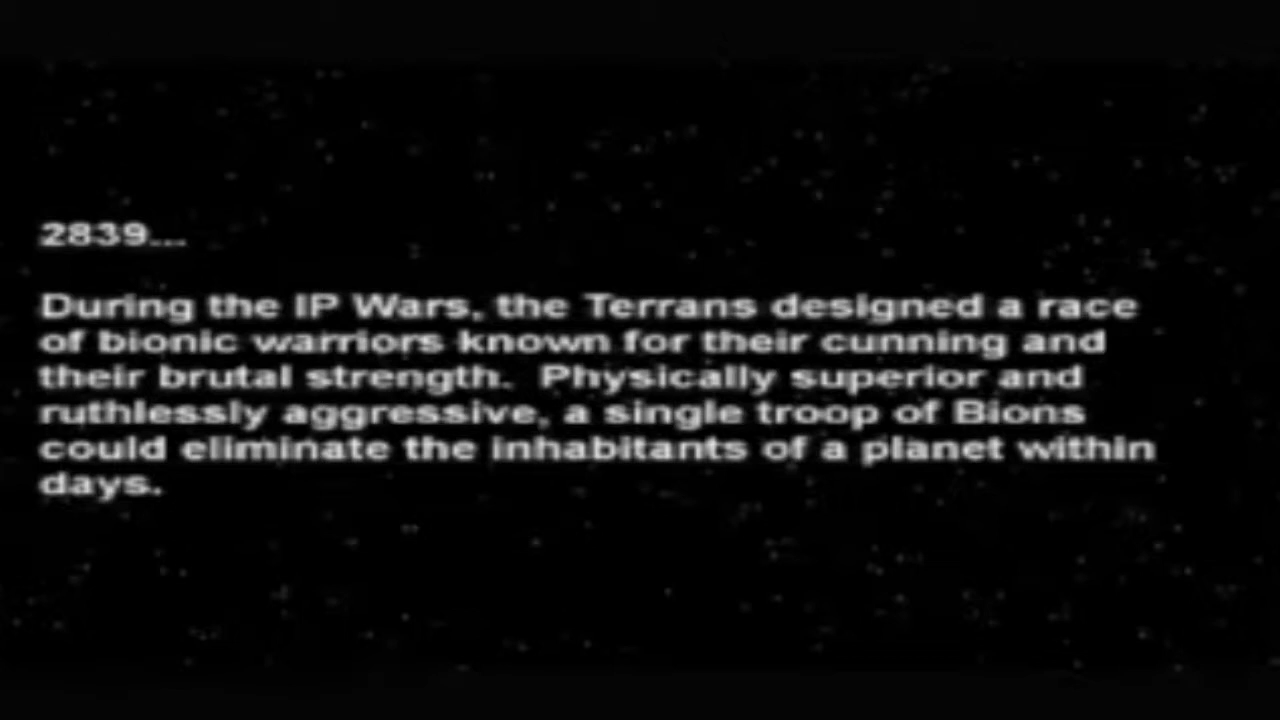 2839...
During the IP Wars, the Terrans designed a race
of bionic warriors known for their cunning and
their brutal strength.  Physically superior and
ruthlessly aggressive, a single troop of Bions
could eliminate the inhabitants of a planet within
days.